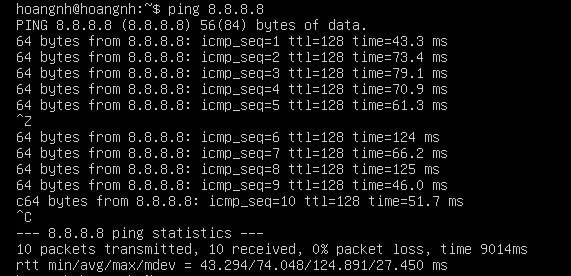 hoangnh@hoangnh:~$ ping 8.8.8.8
PING 8.8.8.8 (8.8.8.8) 56(84) bytes of data.
64 bytes from 8.8.8.8: icmp_seq=1 ttl=128 time=43.3 ms
64 bytes from 8.8.8.8: icmp_seq=2 ttl=128 time=73.4 ms
64 bytes from 8.8.8.8: icmp_seq=3 ttl=128 time=79.1 ms
64 bytes from 8.8.8.8: icmp_seq=4 ttl=128 time=70.9 ms
64 bytes from 8.8.8.8: icmp_seq=5 ttl=128 time=61.3 ms
^Z
64 bytes from 8.8.8.8: icmp_seq=6 ttl=128 time=124 ms
64 bytes from 8.8.8.8: icmp_seq=7 ttl=128 time=66.2 ms
64 bytes from 8.8.8.8: icmp_seq=8 ttl=128 time=125 ms
64 bytes from 8.8.8.8: icmp_seq=9 ttl=128 time=46.0 ms
c64 bytes from 8.8.8.8: icmp_seq=10 ttl=128 time=51.7 ms
^C
--- 8.8.8.8 ping statistics ---
10 packets transmitted, 10 received, 0% packet loss, time 9014ms
rtt min/avg/max/mdev = 43.294/74.048/124.891/27.450 ms